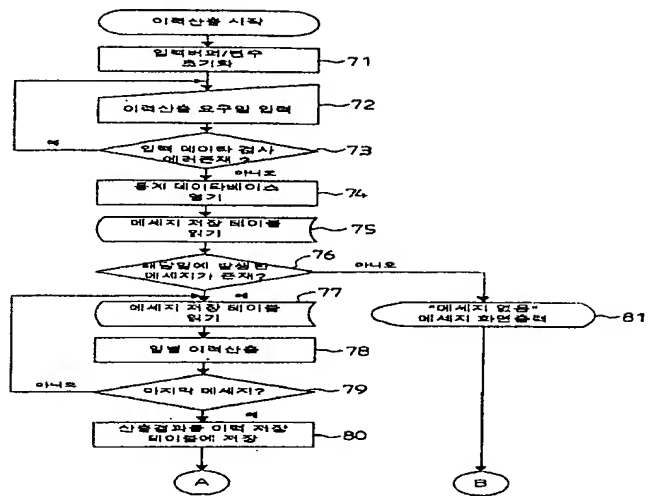 이력산출 시작
입력버퍼/변수
초기화
71
이력산출 요구일 입력
72
입력 데이타 검사
에러존재 ?
73
예
아니오
통계 데이타베이스
열기
74
메세지 저장 테이블
읽기
75
76
해당일에 발생한
메세지가 존재?
아니오
예
77
메세지 저장 테이블
읽기
"메세지 없음"
메세지 화면출력
81
일별 이력산출
78
아니오
마지막 메세지?
79
예
산출결과를 이력 저장
테이블에 저장
80
A
B